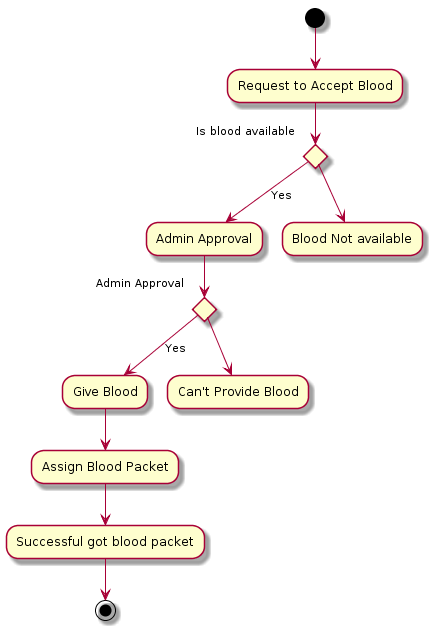 Request to Accept Blood
Is blood available
Yes
Admin Approval
Blood Not available
Admin Approval
Yes
Give Blood
Can't Provide Blood
Assign Blood Packet
Successful got blood packet